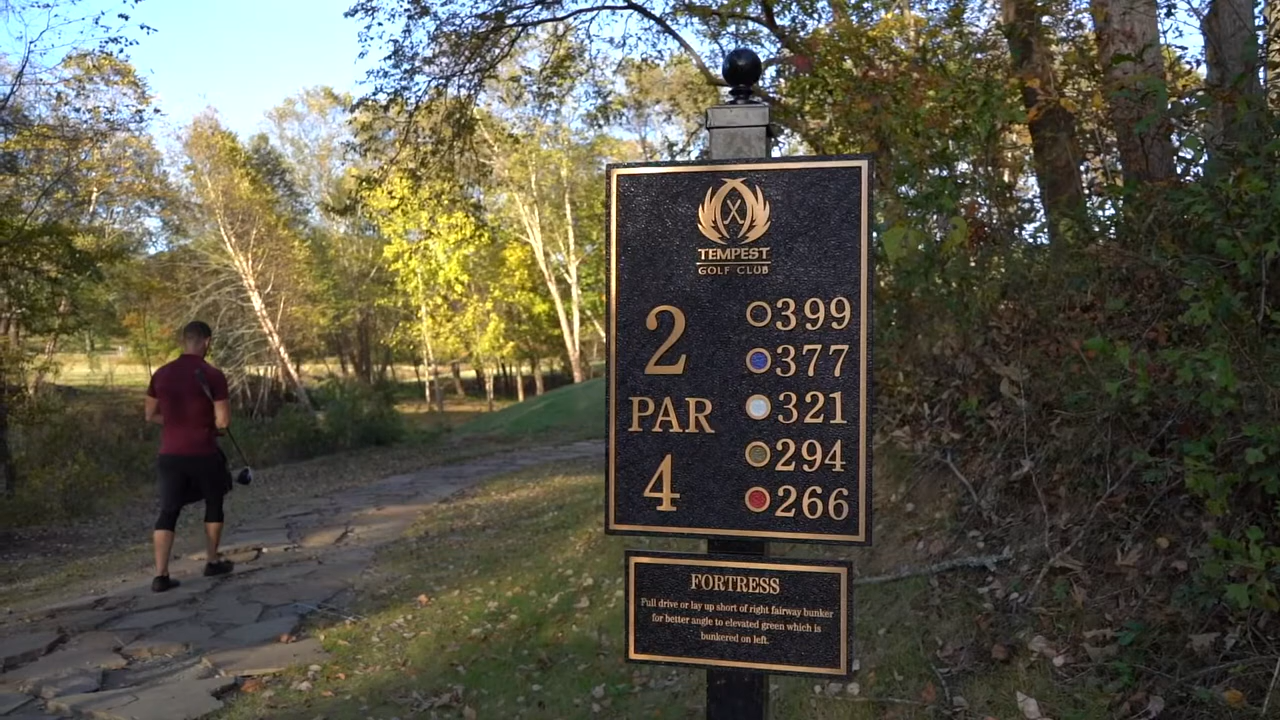 TEMPEST
GOLF CLUB
2
PAR
4
399
377
321
294
266
FORTRESS
Full drive or lay up short of right fairway bunker
for better angle to elevated green which is
bunkered on left.